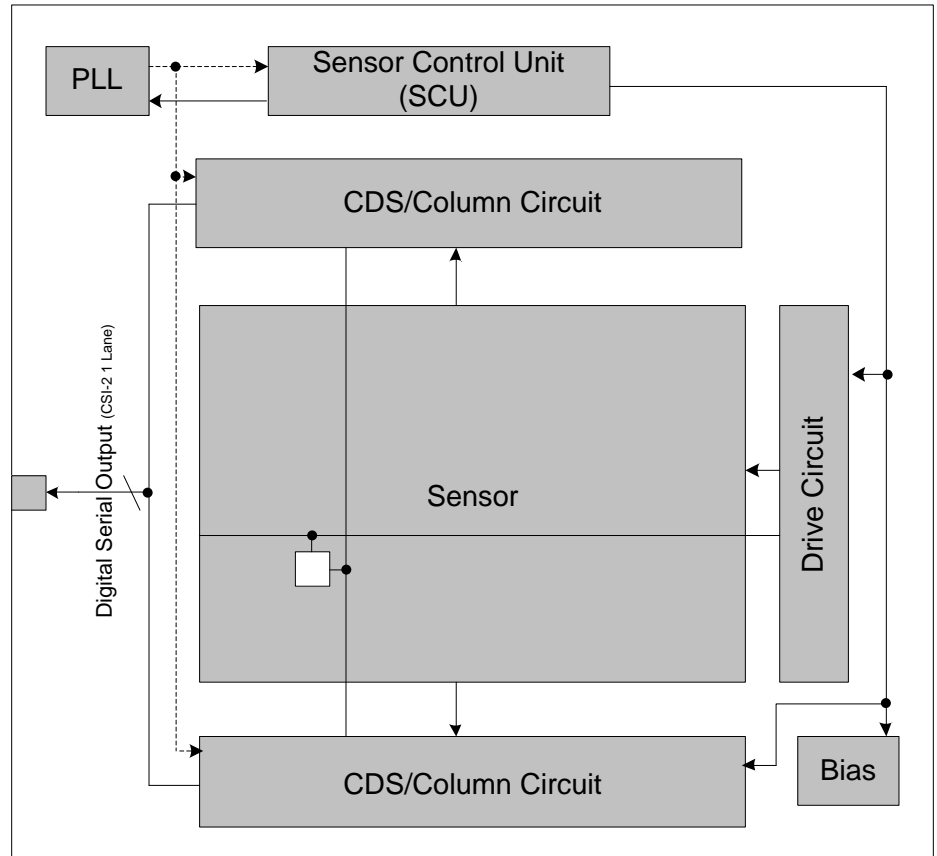 PLL
Sensor Control Unit
(SCU)
CDS/Column Circuit
Digital Serial Output (CSI-2 1 Lane)
Sensor
Drive Circuit
CDS/Column Circuit
Bias